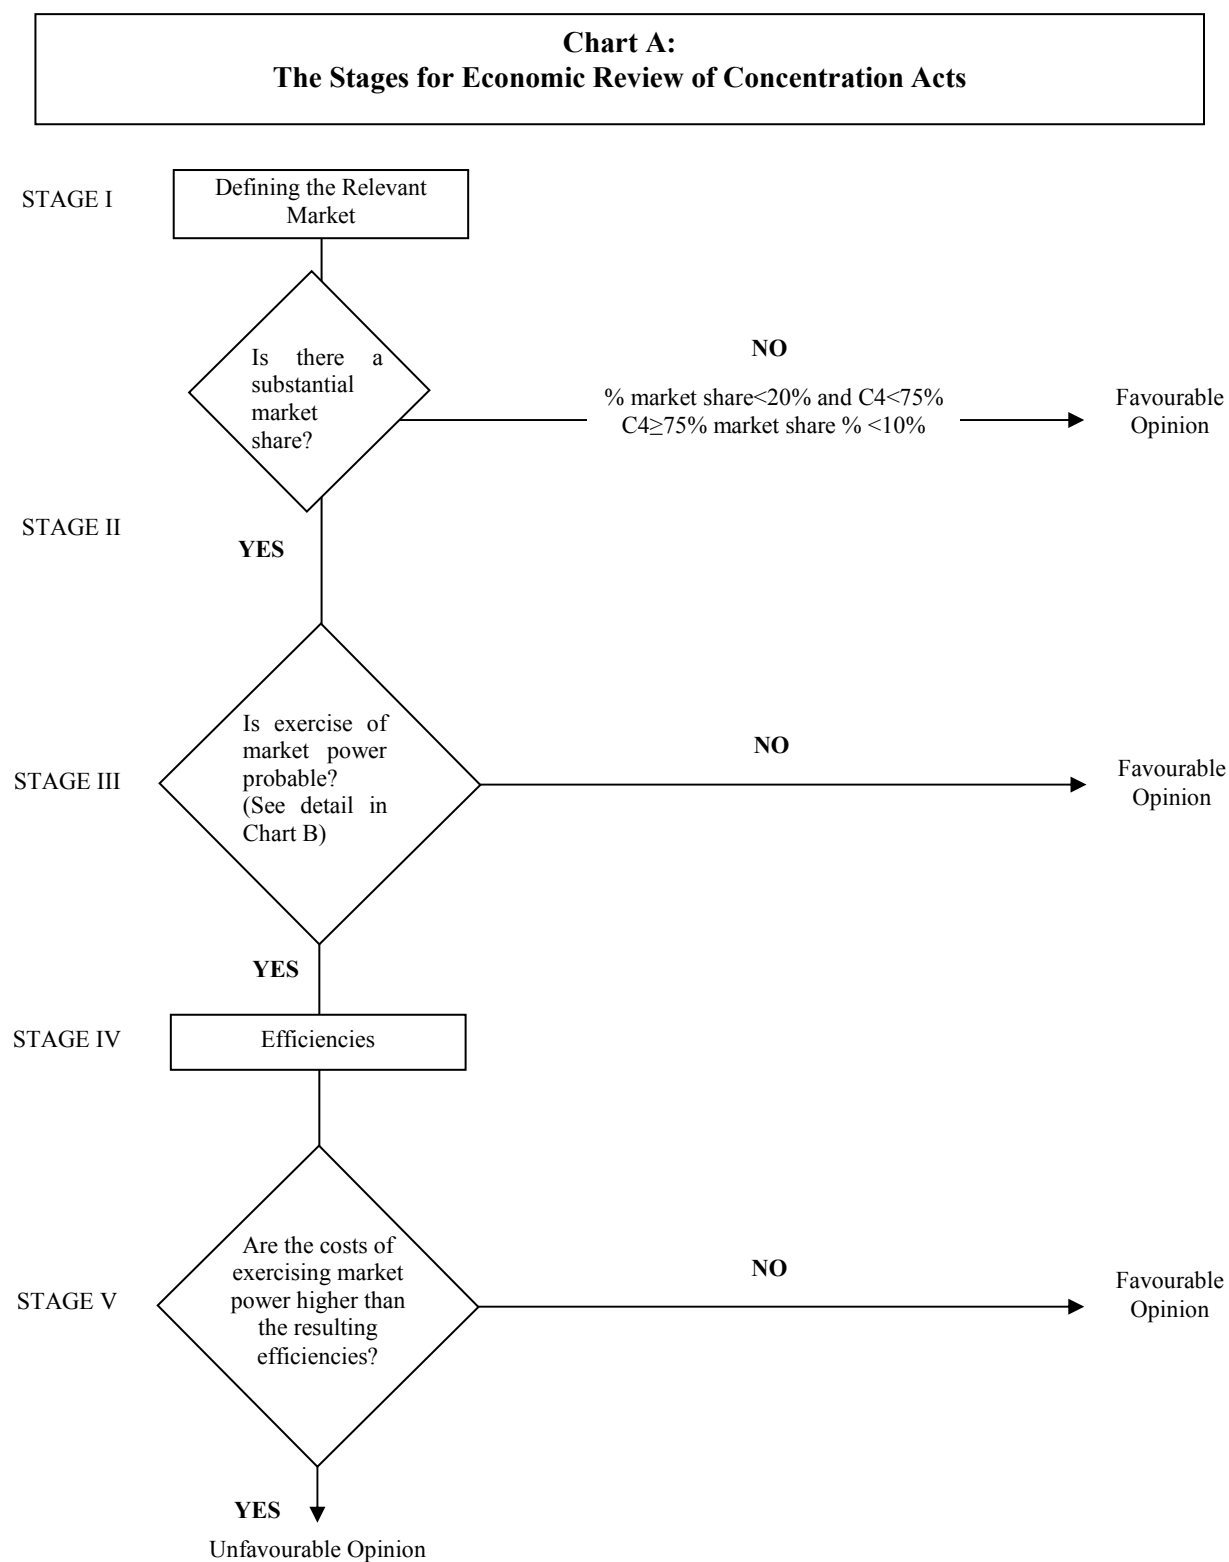 Chart A:
The Stages for Economic Review of Concentration Acts
STAGE I
Defining the Relevant
Market
Is there a
substantial
market
share?
NO
% market share<20% and C4<75%
C4≥75% market share % <10%
Favourable
Opinion
STAGE II
YES
STAGE III
Is exercise of
market power
probable?
(See detail in
Chart B)
NO
Favourable
Opinion
YES
STAGE IV
Efficiencies
STAGE V
Are the costs of
exercising market
power higher than
the resulting
efficiencies?
NO
Favourable
Opinion
YES
Unfavourable Opinion